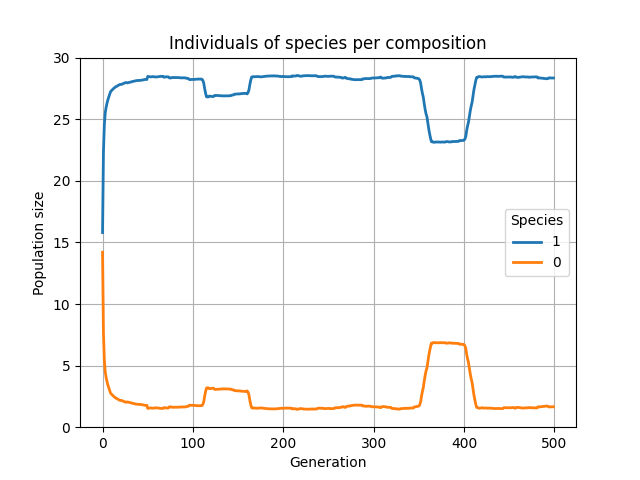 Individuals of species per composition
30
25
20
15
10
5
0
Population size
Species
1
0
0 100 200 300 400 500
Generation